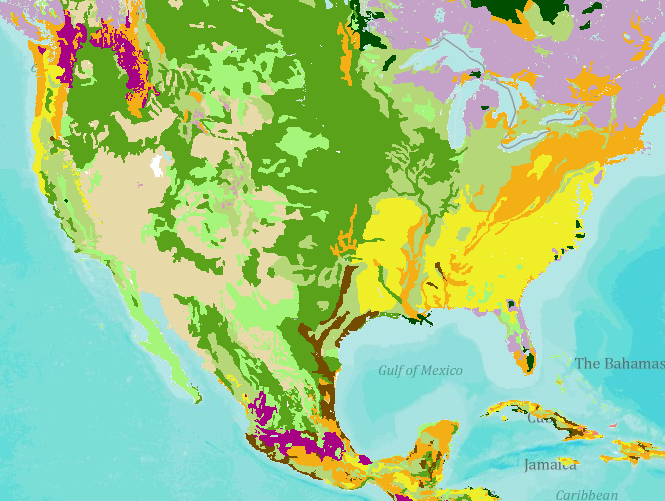 The Bahamas
Gulf of Mexico
Jamaica
Caribbean